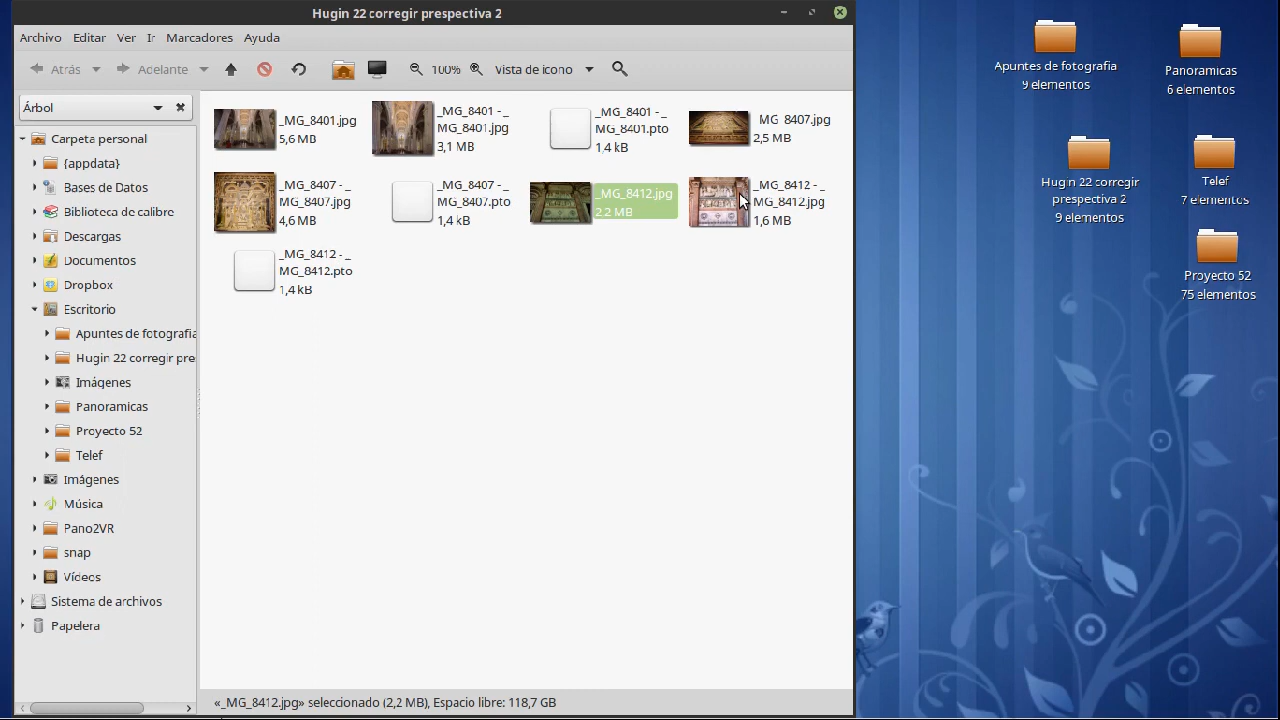 Hugin 22 corregir prespectiva 2
Archivo Editar Ver Ir Marcadores Ayuda
Atrás Adelante 100% Vista de icono
Árbol
Carpeta personal
{appdata}
Bases de Datos
Biblioteca de calibre
Descargas
Documentos
Dropbox
Escritorio
Apuntes de fotografia
Hugin 22 corregir pre
Imágenes
Panoramicas
Proyecto 52
Telef
Imágenes
Música
Pano2VR
snap
Vídeos
Sistema de archivos
Papelera
_MG_8401.jpg
5,6 MB
_MG_8401 - _
MG_8401.jpg
3,1 MB
_MG_8401 - _
MG_8401.pto
1,4 kB
_MG_8407.jpg
2,5 MB
_MG_8407 - _
MG_8407.jpg
4,6 MB
_MG_8407 - _
MG_8407.pto
1,4 kB
_MG_8412.jpg
2,2 MB
_MG_8412 - _
MG_8412.jpg
1,6 MB
_MG_8412 - _
MG_8412.pto
1,4 kB
«_MG_8412.jpg» seleccionado (2,2 MB), Espacio libre: 118,7 GB
Apuntes de fotografia
9 elementos
Panoramicas
6 elementos
Hugin 22 corregir
prespectiva 2
9 elementos
Telef
7 elementos
Proyecto 52
75 elementos